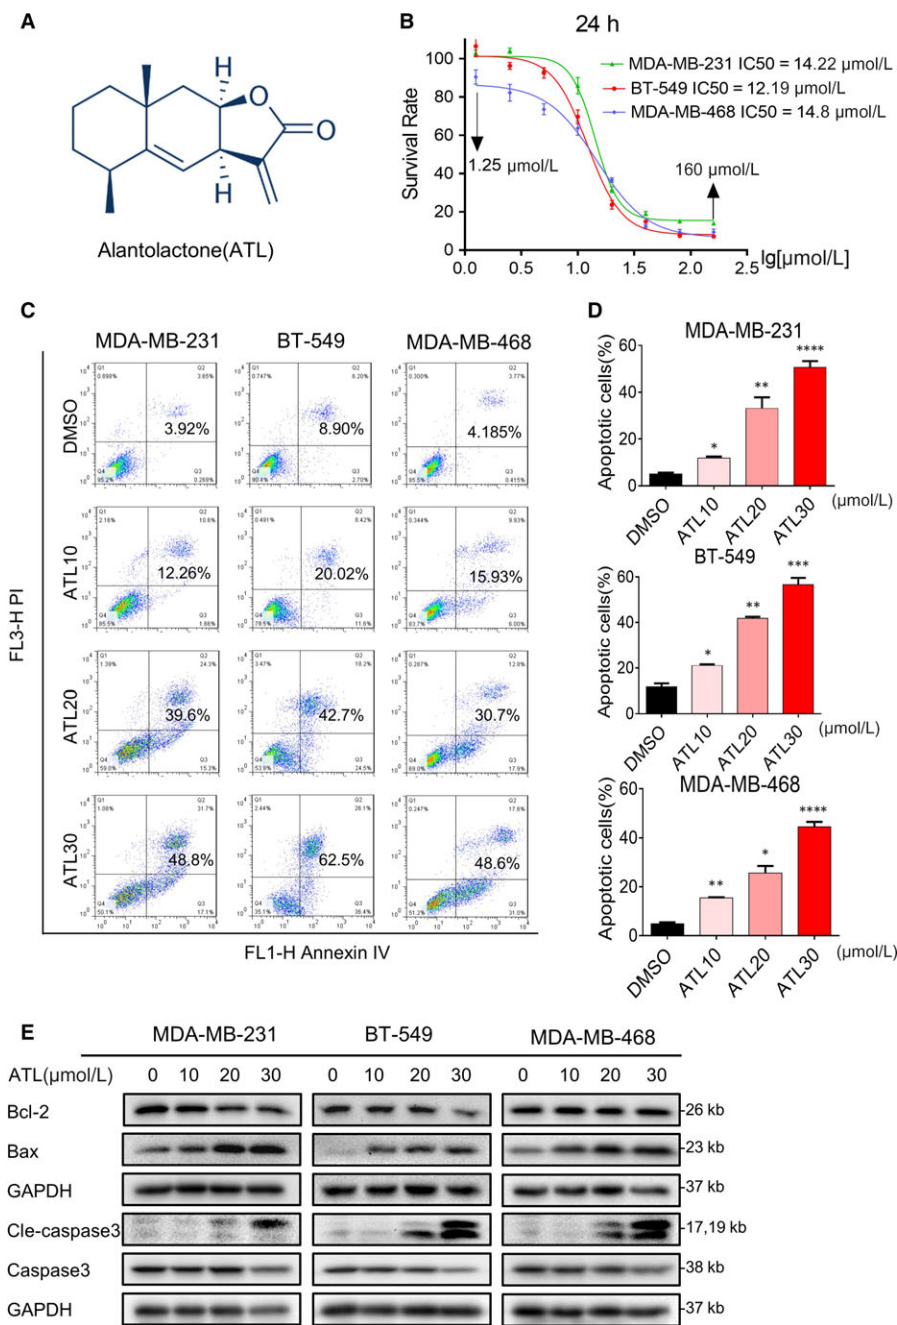 A
H
O
O
H
Alantolactone(ATL)
B
24 h
Survival Rate
100
80
60
40
20
0
0.0 0.5 1.0 1.5 2.0 2.5
lg[µmol/L]
MDA-MB-231 IC50 = 14.22 µmol/L
BT-549 IC50 = 12.19 µmol/L
MDA-MB-468 IC50 = 14.8 µmol/L
1.25 µmol/L
160 µmol/L
C
MDA-MB-231 BT-549 MDA-MB-468
DMSO
3.92% 8.90% 4.185%
ATL10
12.26% 20.02% 15.93%
ATL20
39.6% 42.7% 30.7%
ATL30
48.8% 62.5% 48.6%
FL3-H PI
FL1-H Annexin IV
D
MDA-MB-231
Apoptotic cells(%)
60
40
20
0
* ** ****
DMSO ATL10 ATL20 ATL30 (µmol/L)
BT-549
Apoptotic cells(%)
60
40
20
0
* ** ***
DMSO ATL10 ATL20 ATL30 (µmol/L)
MDA-MB-468
Apoptotic cells(%)
60
40
20
0
** * ****
DMSO ATL10 ATL20 ATL30 (µmol/L)
E
MDA-MB-231 BT-549 MDA-MB-468
ATL(µmol/L) 0 10 20 30 0 10 20 30 0 10 20 30
Bcl-2 -26 kb
Bax -23 kb
GAPDH -37 kb
Cle-caspase3 -17,19 kb
Caspase3 -38 kb
GAPDH -37 kb